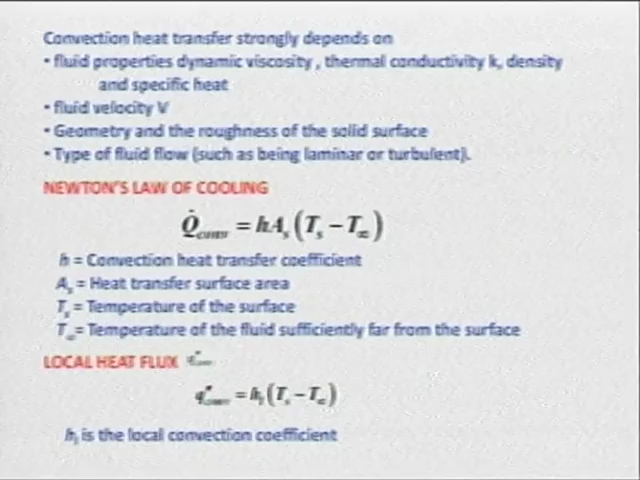 Convection heat transfer strongly depends on
• fluid properties dynamic viscosity , thermal conductivity k, density
and specific heat
• fluid velocity V
• Geometry and the roughness of the solid surface
• Type of fluid flow (such as being laminar or turbulent).
NEWTON'S LAW OF COOLING
Q̇conv = hAs(Ts − T∞)
h = Convection heat transfer coefficient
As = Heat transfer surface area
Ts = Temperature of the surface
T∞= Temperature of the fluid sufficiently far from the surface
LOCAL HEAT FLUX q″conv
q″conv = hl(Ts − T∞)
hl is the local convection coefficient